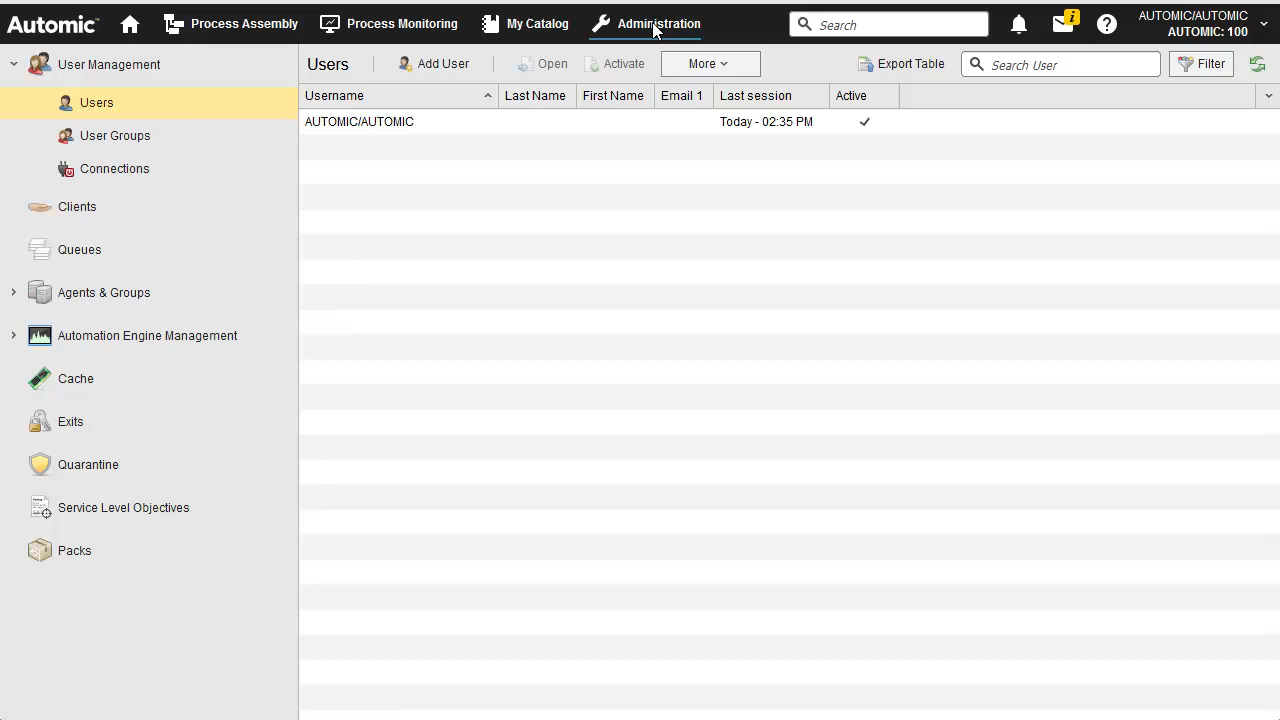 Automic
Process Assembly
Process Monitoring
My Catalog
Administration
Search
i
?
AUTOMIC/AUTOMIC
AUTOMIC: 100
User Management
Users
User Groups
Connections
Clients
Queues
Agents & Groups
Automation Engine Management
Cache
Exits
Quarantine
Service Level Objectives
Packs
Users
Add User
Open
Activate
More
Export Table
Search User
Filter
Username
Last Name
First Name
Email 1
Last session
Active
AUTOMIC/AUTOMIC
Today - 02:35 PM